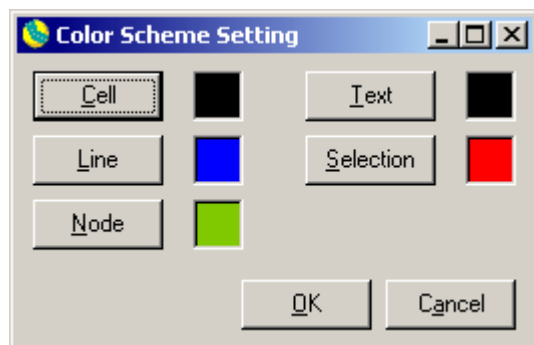 Color Scheme Setting
Cell Text
Line Selection
Node
OK Cancel